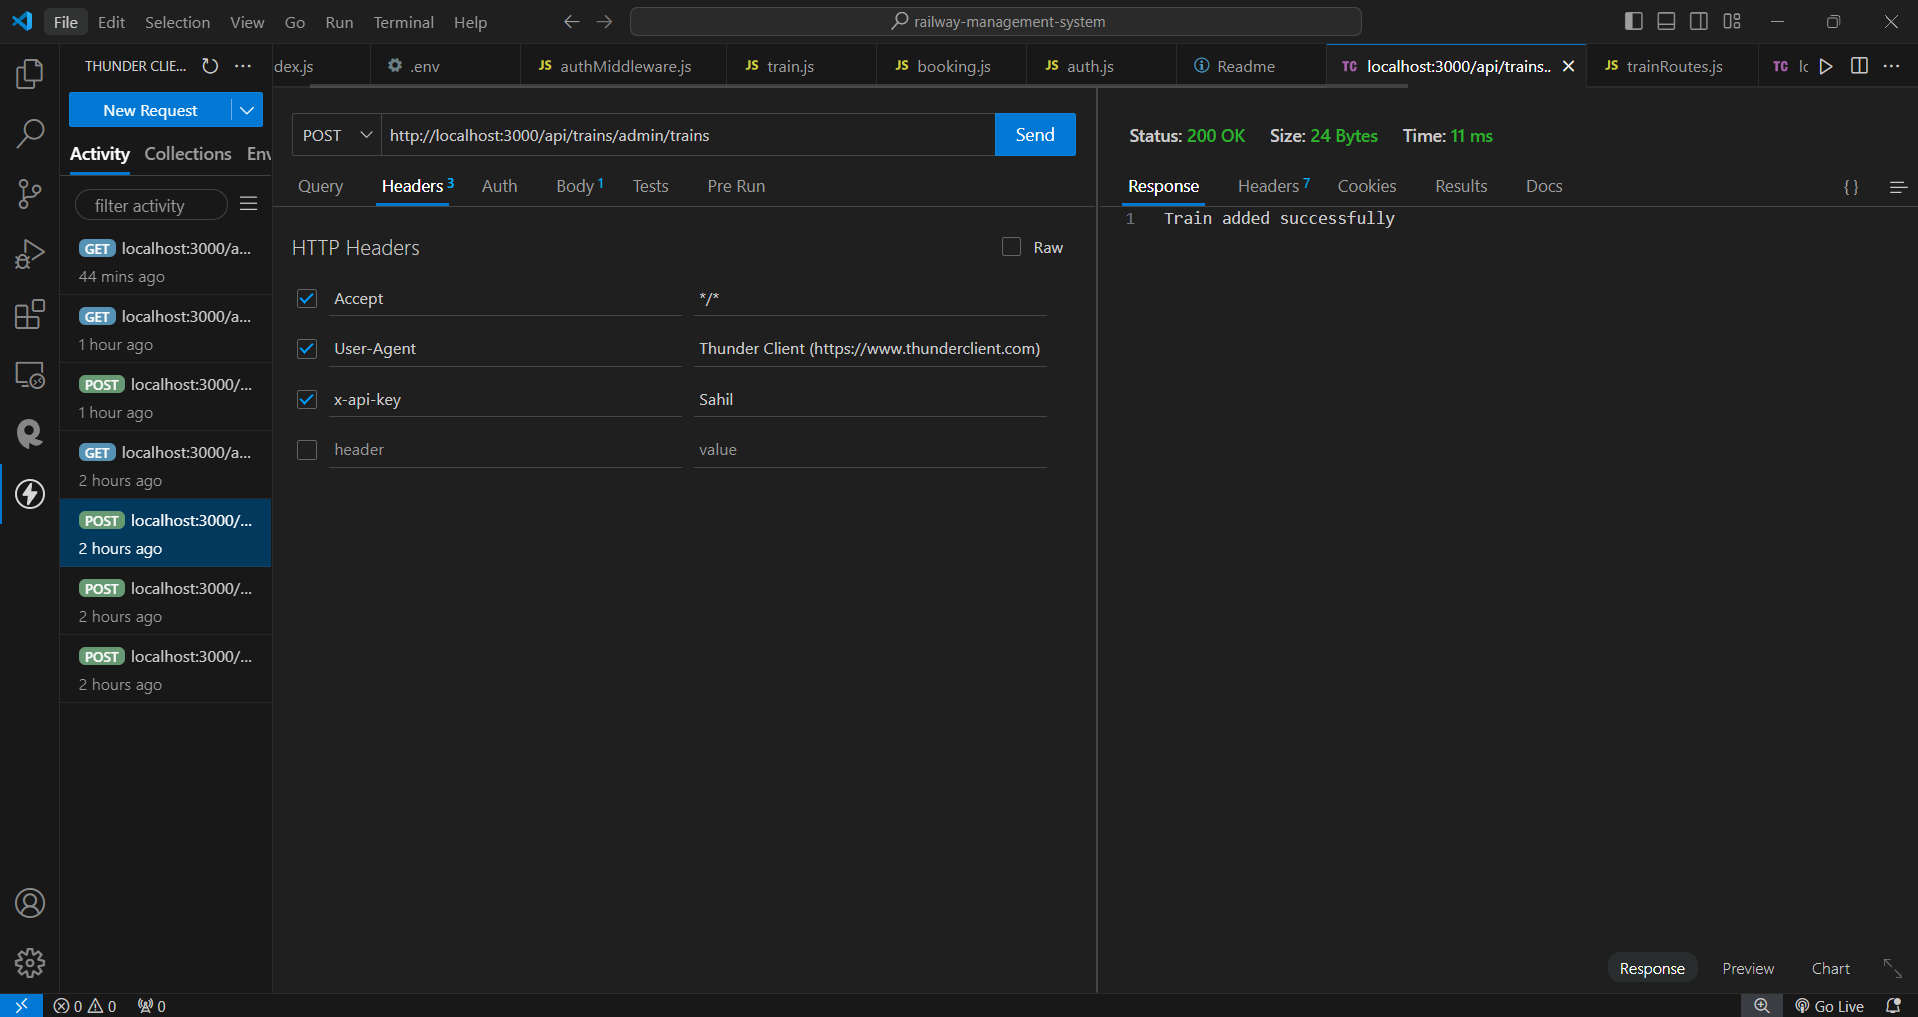 File Edit Selection View Go Run Terminal Help
railway-management-system
THUNDER CLIE...
New Request
Activity Collections Env
filter activity
GET localhost:3000/a...
44 mins ago
GET localhost:3000/a...
1 hour ago
POST localhost:3000/...
1 hour ago
GET localhost:3000/a...
2 hours ago
POST localhost:3000/...
2 hours ago
POST localhost:3000/...
2 hours ago
POST localhost:3000/...
2 hours ago
dex.js .env JS authMiddleware.js JS train.js JS booking.js JS auth.js Readme TC localhost:3000/api/trains.. JS trainRoutes.js TC lc
POST http://localhost:3000/api/trains/admin/trains Send
Query Headers 3 Auth Body 1 Tests Pre Run
HTTP Headers Raw
Accept */*
User-Agent Thunder Client (https://www.thunderclient.com)
x-api-key Sahil
header value
Status: 200 OK Size: 24 Bytes Time: 11 ms
Response Headers 7 Cookies Results Docs {}
1 Train added successfully
Response Preview Chart
0 0 0 Go Live